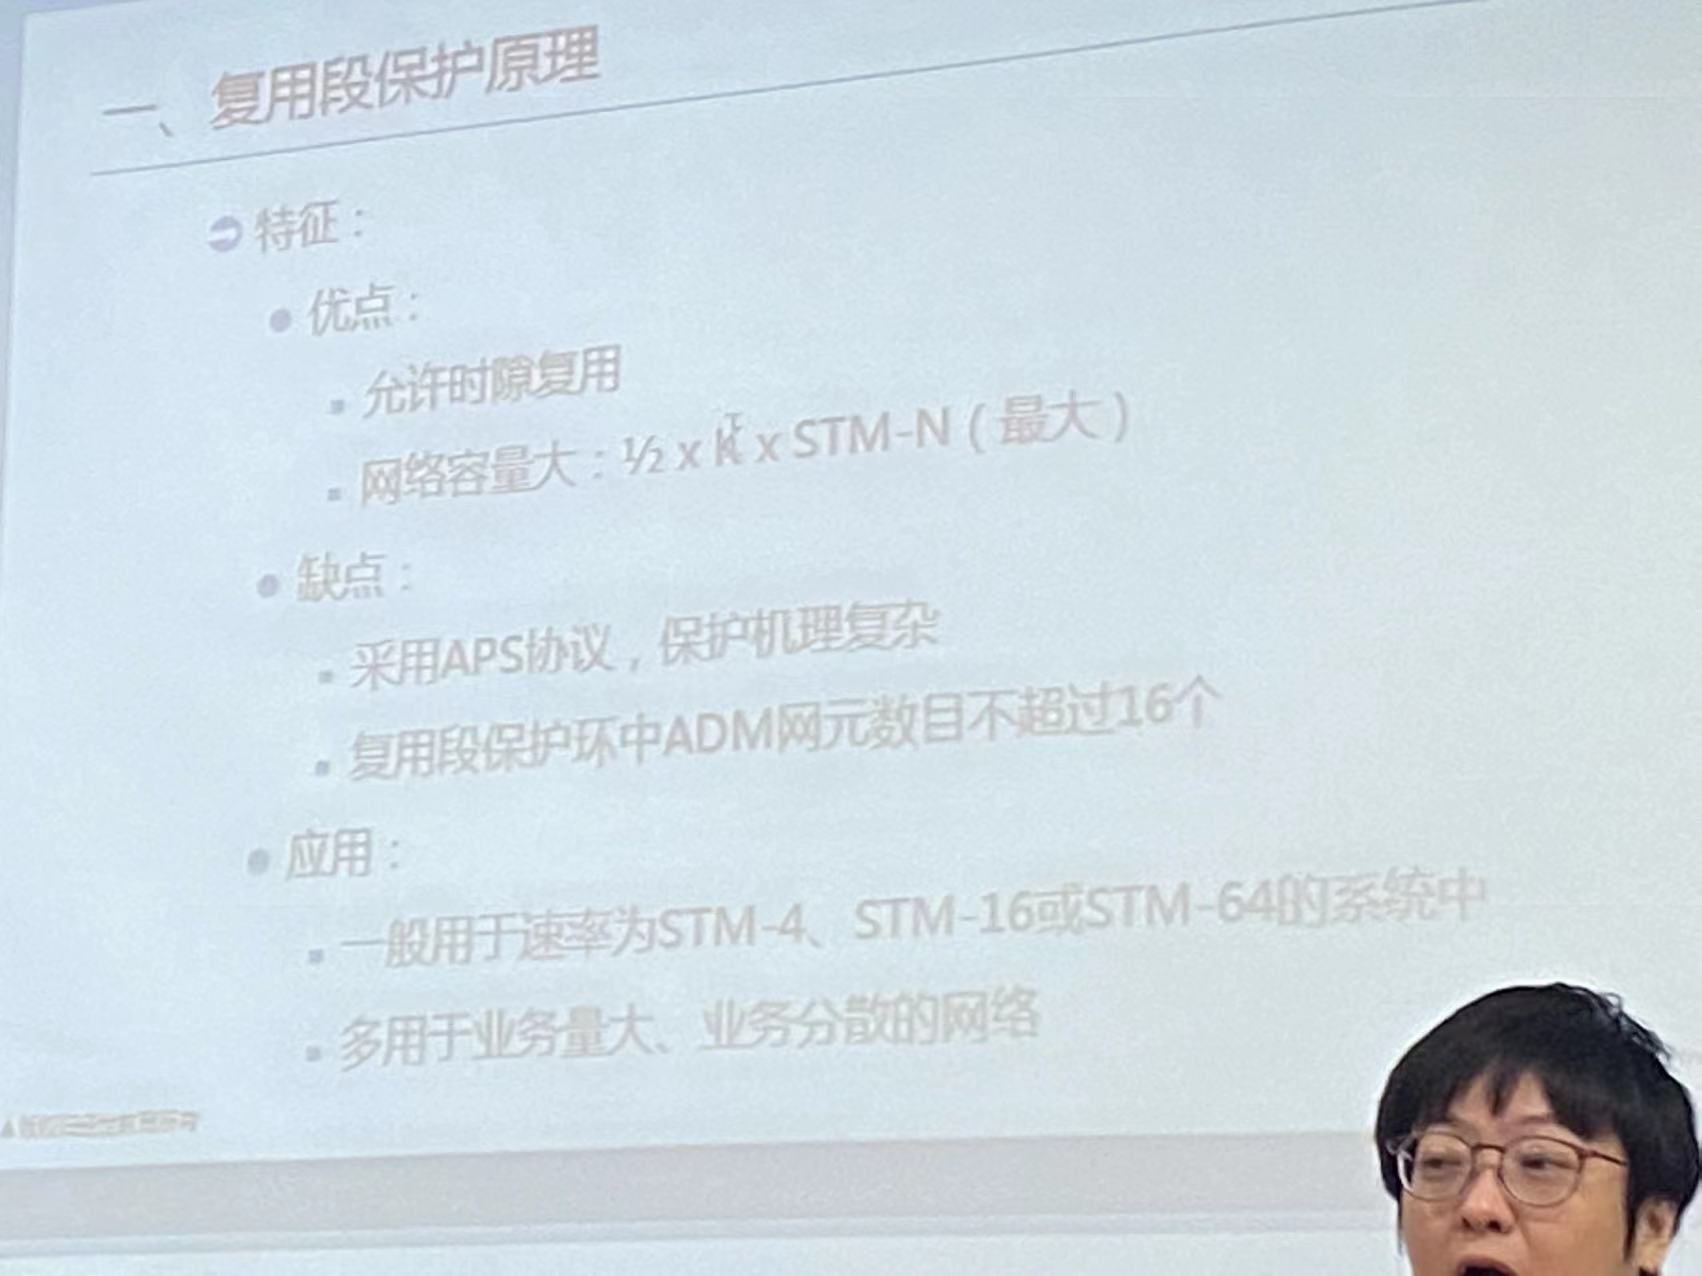 一、复用段保护原理
特征：
优点：
允许时隙复用
网络容量大：½ x K x STM-N（最大）
缺点：
采用APS协议，保护机理复杂
复用段保护环中ADM网元数目不超过16个
应用：
一般用于速率为STM-4、STM-16或STM-64的系统中
多用于业务量大、业务分散的网络